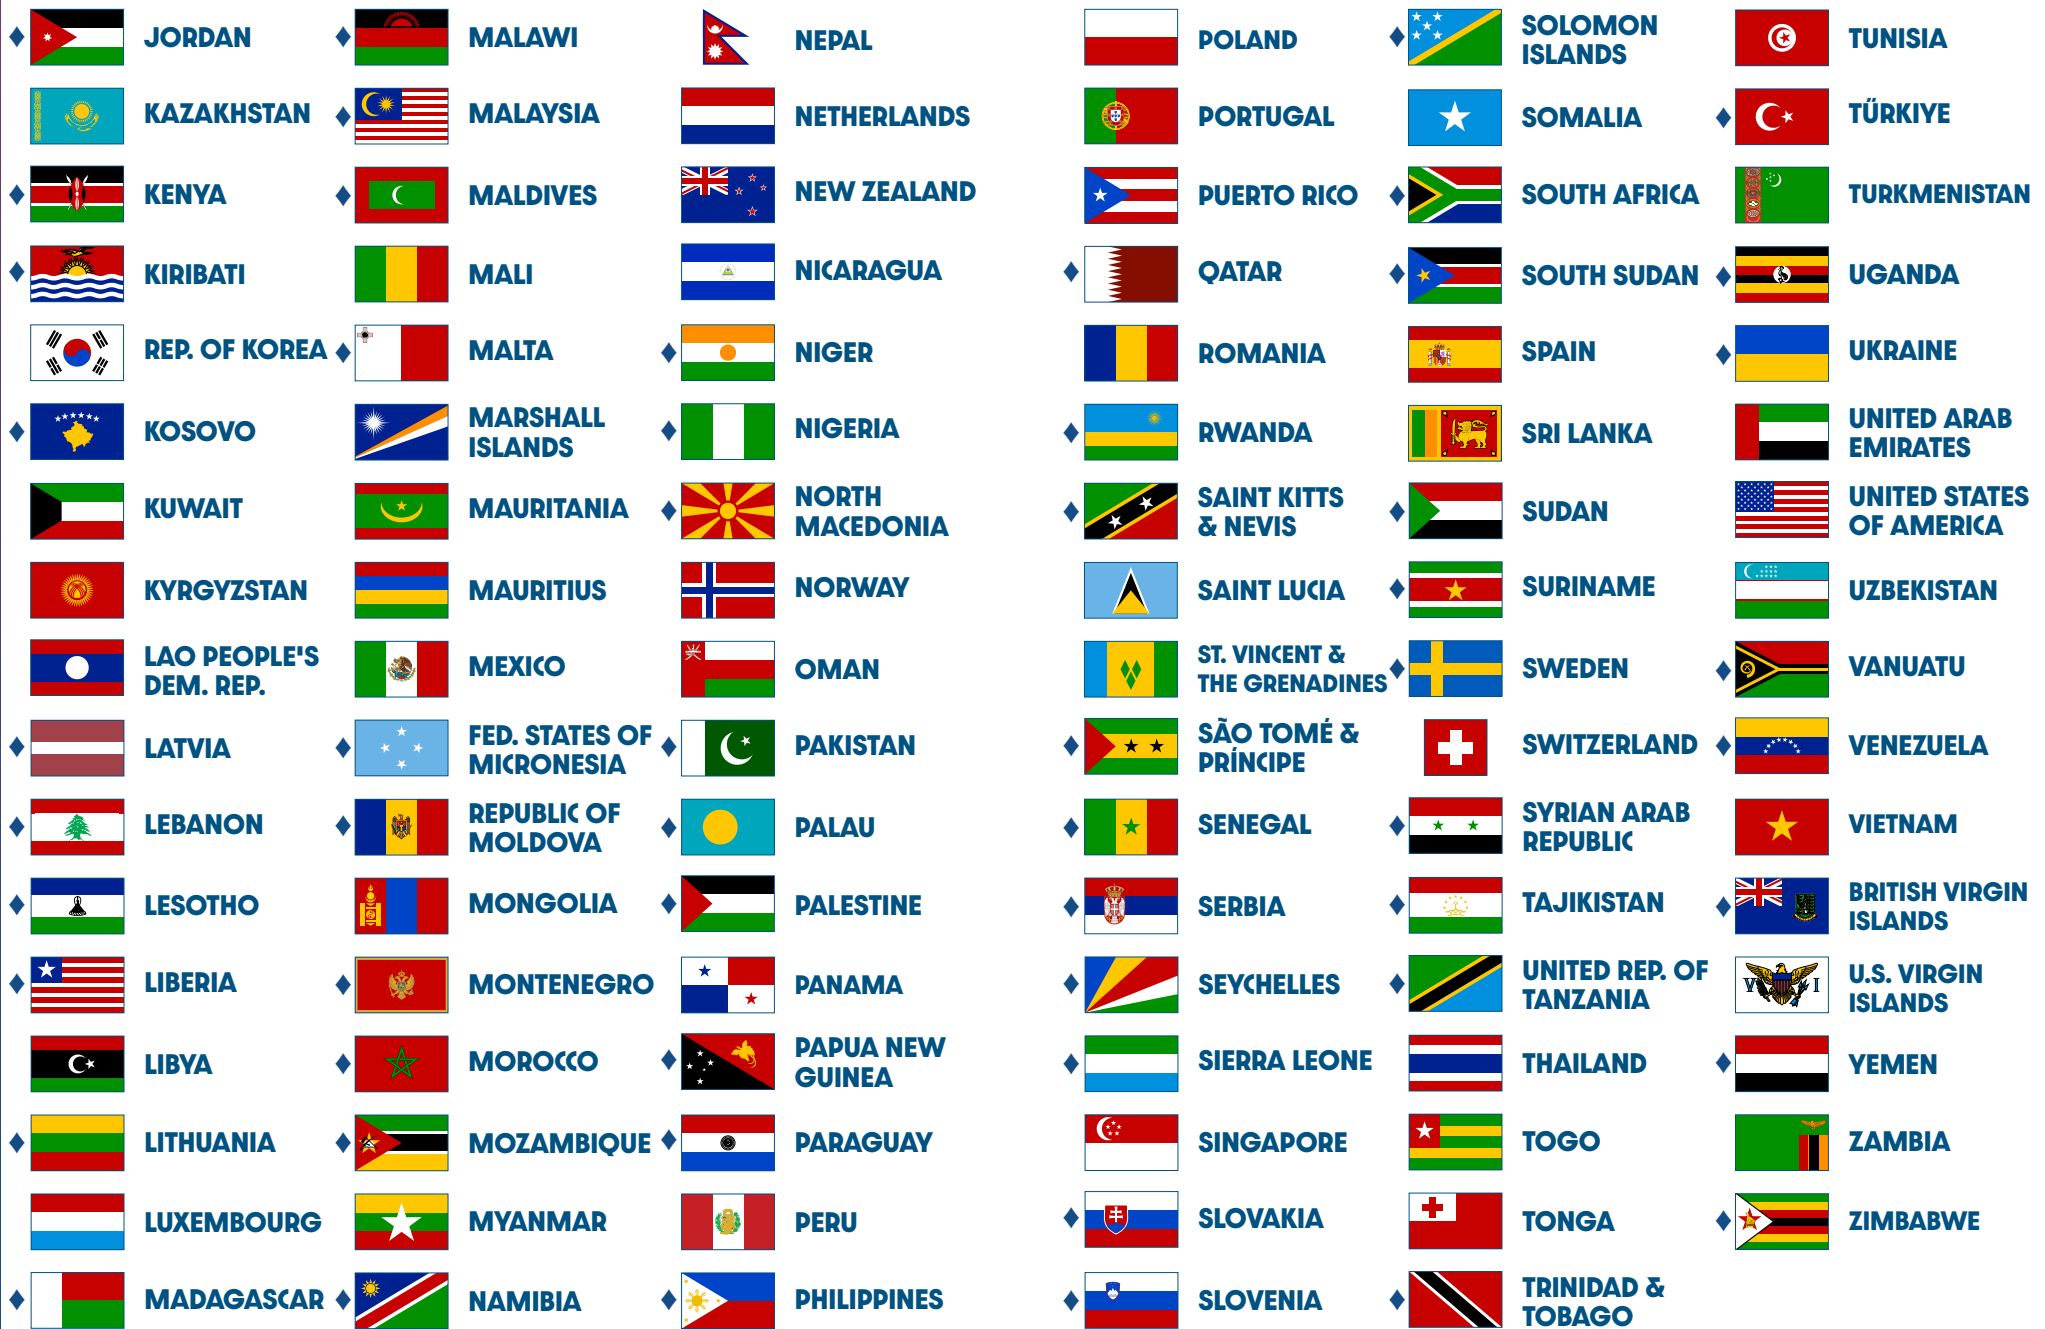 JORDAN
KAZAKHSTAN
KENYA
KIRIBATI
REP. OF KOREA
KOSOVO
KUWAIT
KYRGYZSTAN
LAO PEOPLE'S
DEM. REP.
LATVIA
LEBANON
LESOTHO
LIBERIA
LIBYA
LITHUANIA
LUXEMBOURG
MADAGASCAR
MALAWI
MALAYSIA
MALDIVES
MALI
MALTA
MARSHALL
ISLANDS
MAURITANIA
MAURITIUS
MEXICO
FED. STATES OF
MICRONESIA
REPUBLIC OF
MOLDOVA
MONGOLIA
MONTENEGRO
MOROCCO
MOZAMBIQUE
MYANMAR
NAMIBIA
NEPAL
NETHERLANDS
NEW ZEALAND
NICARAGUA
NIGER
NIGERIA
NORTH
MACEDONIA
NORWAY
OMAN
PAKISTAN
PALAU
PALESTINE
PANAMA
PAPUA NEW
GUINEA
PARAGUAY
PERU
PHILIPPINES
POLAND
PORTUGAL
PUERTO RICO
QATAR
ROMANIA
RWANDA
SAINT KITTS
& NEVIS
SAINT LUCIA
ST. VINCENT &
THE GRENADINES
SÃO TOMÉ &
PRÍNCIPE
SENEGAL
SERBIA
SEYCHELLES
SIERRA LEONE
SINGAPORE
SLOVAKIA
SLOVENIA
SOLOMON
ISLANDS
SOMALIA
SOUTH AFRICA
SOUTH SUDAN
SPAIN
SRI LANKA
SUDAN
SURINAME
SWEDEN
SWITZERLAND
SYRIAN ARAB
REPUBLIC
TAJIKISTAN
UNITED REP. OF
TANZANIA
THAILAND
TOGO
TONGA
TRINIDAD &
TOBAGO
TUNISIA
TŰRKIYE
TURKMENISTAN
UGANDA
UKRAINE
UNITED ARAB
EMIRATES
UNITED STATES
OF AMERICA
UZBEKISTAN
VANUATU
VENEZUELA
VIETNAM
BRITISH VIRGIN
ISLANDS
V I
U.S. VIRGIN
ISLANDS
YEMEN
ZAMBIA
ZIMBABWE